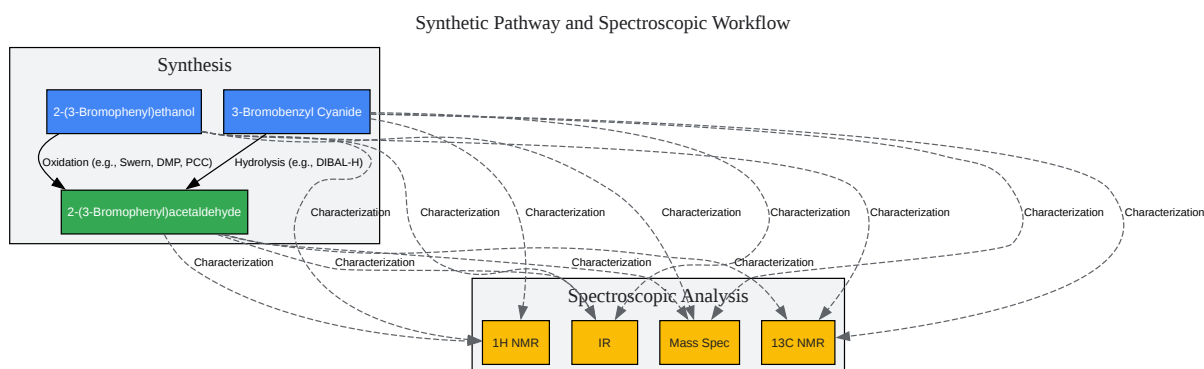 Synthetic Pathway and Spectroscopic Workflow
Synthesis
2-(3-Bromophenyl)ethanol
3-Bromobenzyl Cyanide
Oxidation (e.g., Swern, DMP, PCC)
Hydrolysis (e.g., DIBAL-H)
2-(3-Bromophenyl)acetaldehyde
Characterization
Characterization
Characterization
Characterization
Characterization
Characterization
Characterization
Characterization
Characterization
Characterization
Characterization
Characterization
Spectroscopic Analysis
1H NMR
IR
Mass Spec
13C NMR